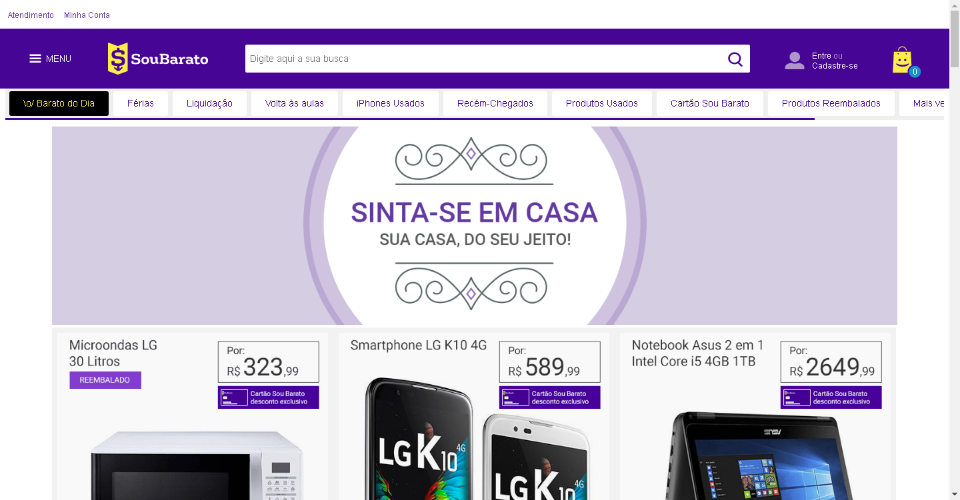 Atendimento Minha Conta
MENU
SouBarato
Digite aqui a sua busca
Entre ou
Cadastre-se
0
\o/ Barato do Dia
Férias
Liquidação
Volta às aulas
iPhones Usados
Recém-Chegados
Produtos Usados
Cartão Sou Barato
Produtos Reembalados
Mais ve
SINTA-SE EM CASA
SUA CASA, DO SEU JEITO!
Microondas LG
30 Litros
REEMBALADO
Por:
R$ 323,99
Cartão Sou Barato
desconto exclusivo
Smartphone LG K10 4G
Por:
R$ 589,99
Cartão Sou Barato
desconto exclusivo
LG K10 4G
LG K10 4G
Notebook Asus 2 em 1
Intel Core i5 4GB 1TB
Por:
R$ 2649,99
Cartão Sou Barato
desconto exclusivo
ASUS